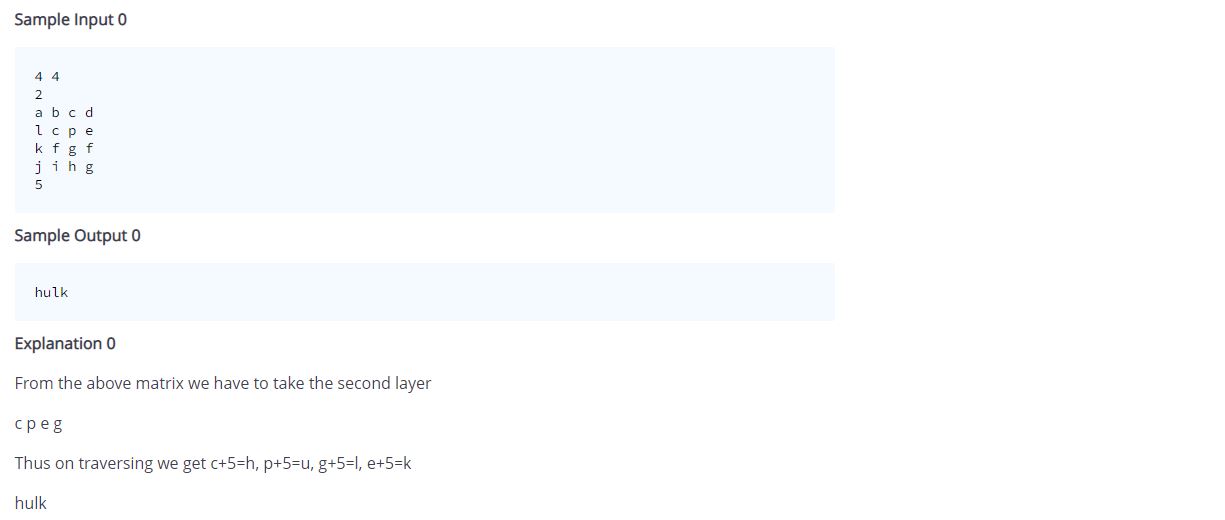 Sample Input 0
4 4
2
a b c d
l c p e
k f g f
j i h g
5
Sample Output 0
hulk
Explanation 0
From the above matrix we have to take the second layer
c p e g
Thus on traversing we get c+5=h, p+5=u, g+5=l, e+5=k
hulk